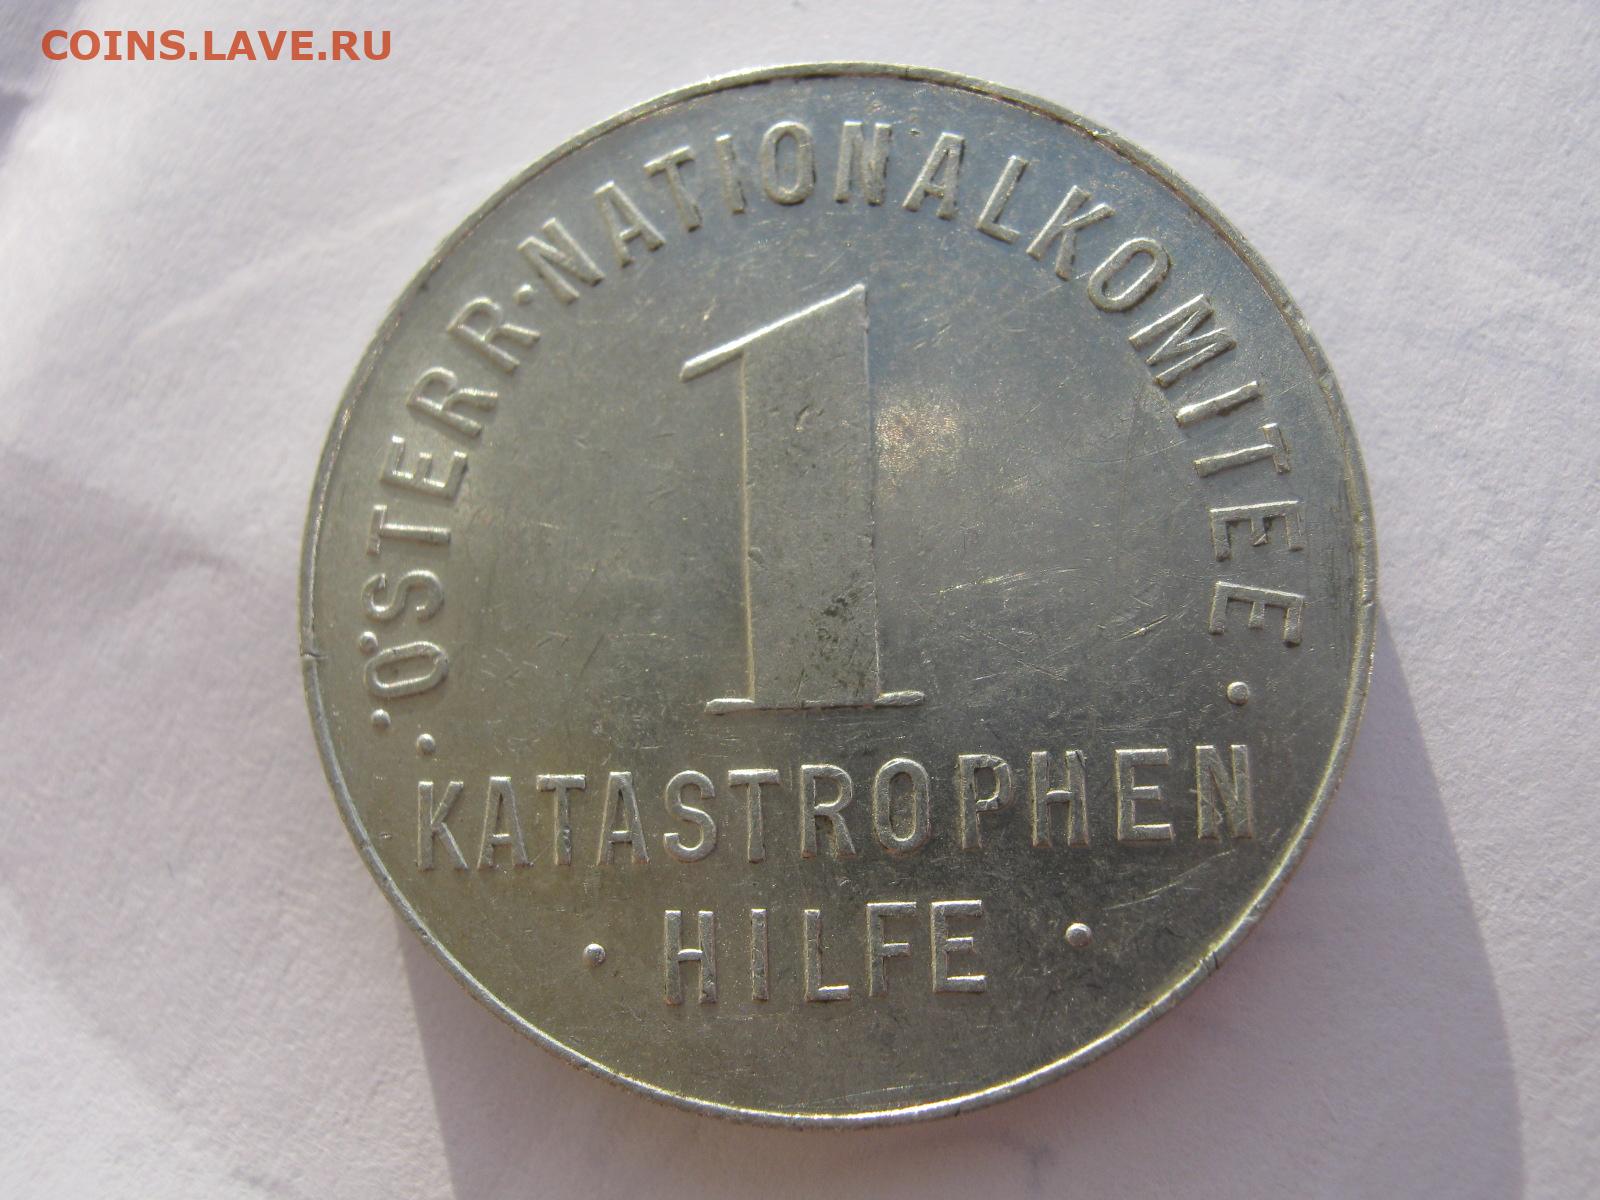 COINS.LAVE.RU
·ÖSTERR·NATIONALKOMITEE·
1
·KATASTROPHEN
·HILFE·